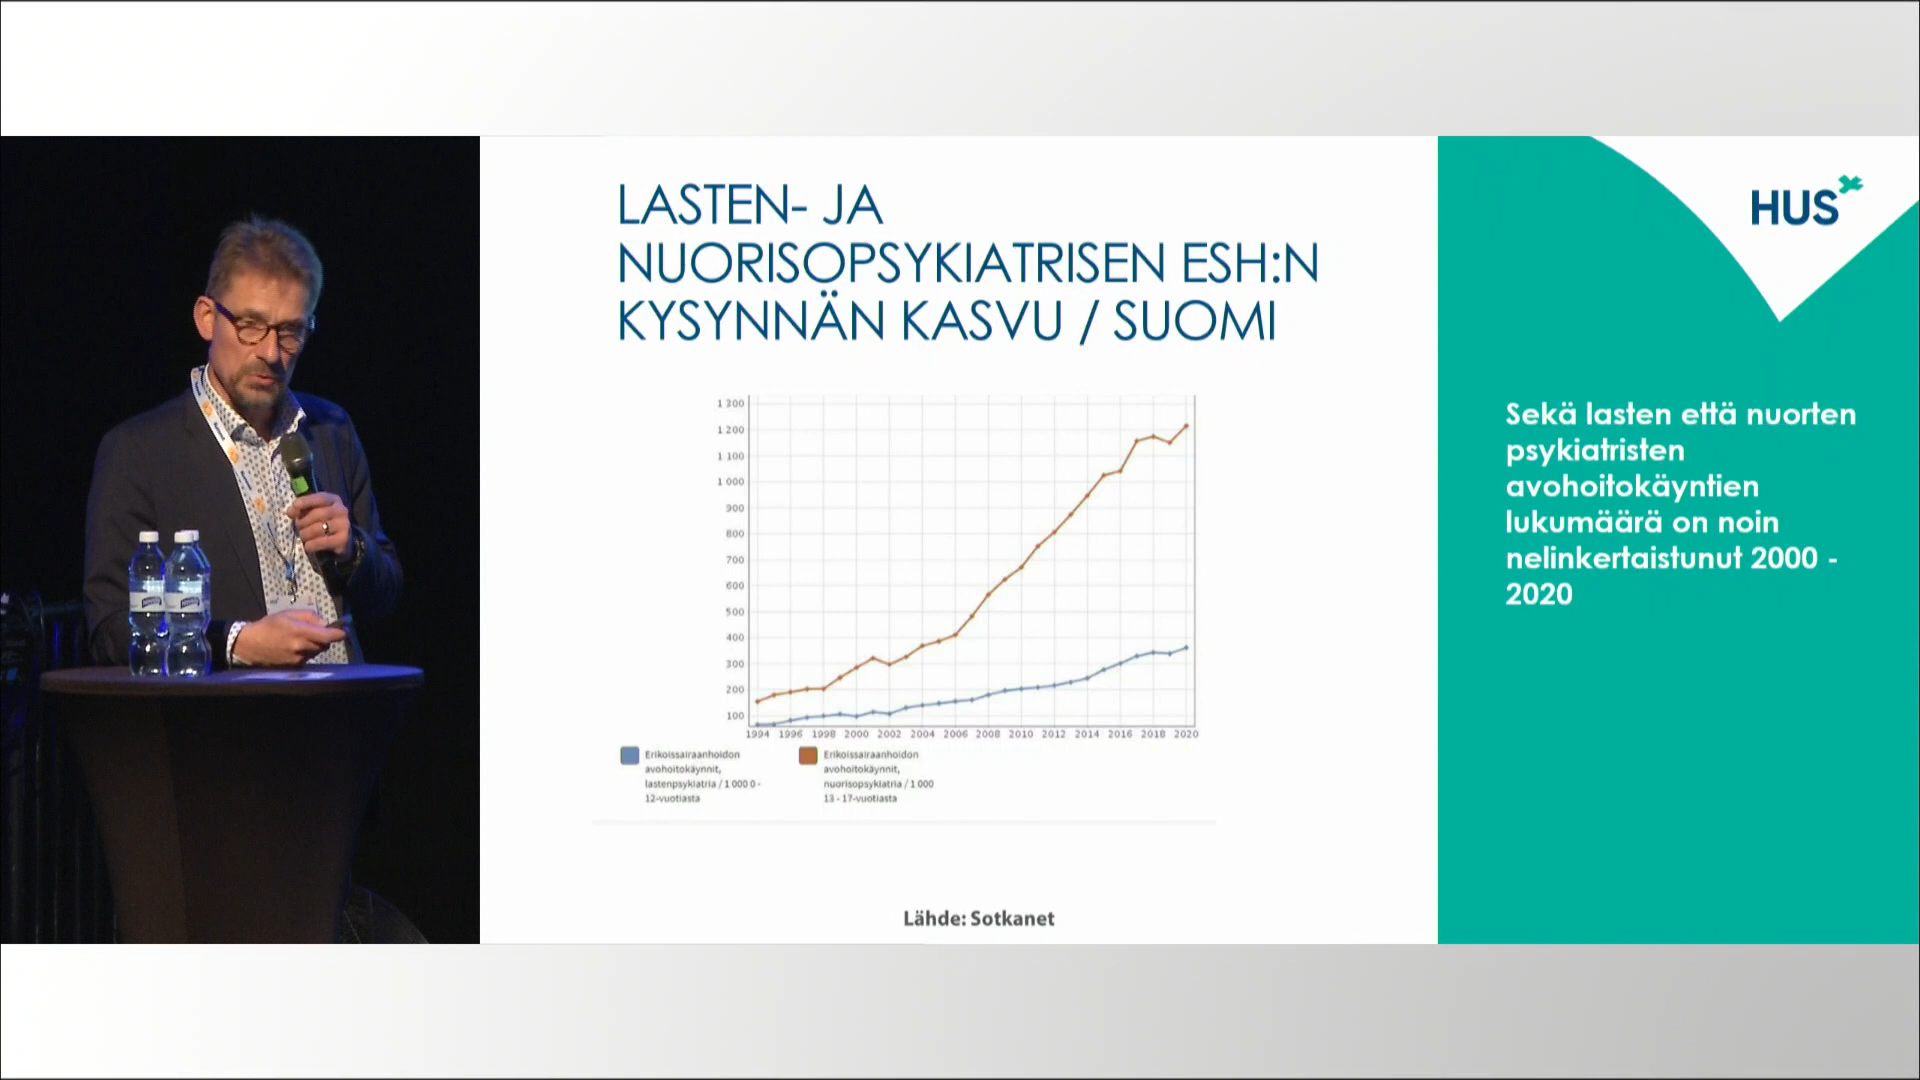 LASTEN- JA
NUORISOPSYKIATRISEN ESH:N
KYSYNNÄN KASVU / SUOMI
HUS
Sekä lasten että nuorten
psykiatristen
avohoitokäyntien
lukumäärä on noin
nelinkertaistunut 2000 -
2020
1 300
1 200
1 100
1 000
900
800
700
600
500
400
300
200
100
1994 1996 1998 2000 2002 2004 2006 2008 2010 2012 2014 2016 2018 2020
Erikoissairaanhoidon
avohoitokäynnit,
lastenpsykiatria / 1 000 0 -
12-vuotiasta
Erikoissairaanhoidon
avohoitokäynnit,
nuorisopsykiatria / 1 000
13 - 17-vuotiasta
Lähde: Sotkanet